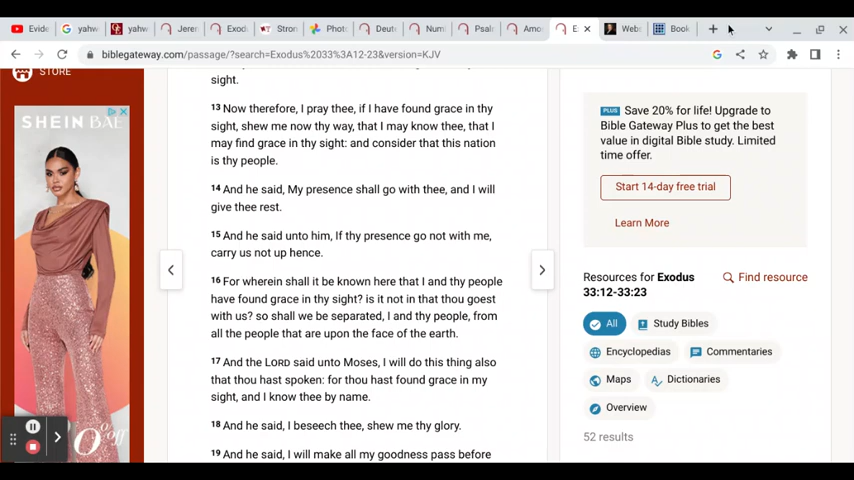 Evide
yahw
yahw
Jerer
Exod
Stron
Photo
Deut
Num
Psal
Amo
E
Webs
Book
biblegateway.com/passage/?search=Exodus%2033%3A12-23&version=KJV
STORE
SHEIN BAE
OFF
sight.
13 Now therefore, I pray thee, if I have found grace in thy
sight, shew me now thy way, that I may know thee, that I
may find grace in thy sight: and consider that this nation
is thy people.
14 And he said, My presence shall go with thee, and I will
give thee rest.
15 And he said unto him, If thy presence go not with me,
carry us not up hence.
16 For wherein shall it be known here that I and thy people
have found grace in thy sight? is it not in that thou goest
with us? so shall we be separated, I and thy people, from
all the people that are upon the face of the earth.
17 And the LORD said unto Moses, I will do this thing also
that thou hast spoken: for thou hast found grace in my
sight, and I know thee by name.
18 And he said, I beseech thee, shew me thy glory.
19 And he said, I will make all my goodness pass before
PLUS Save 20% for life! Upgrade to
Bible Gateway Plus to get the best
value in digital Bible study. Limited
time offer.
Start 14-day free trial
Learn More
Resources for Exodus
33:12-33:23
Find resource
All
Study Bibles
Encyclopedias
Commentaries
Maps
Dictionaries
Overview
52 results